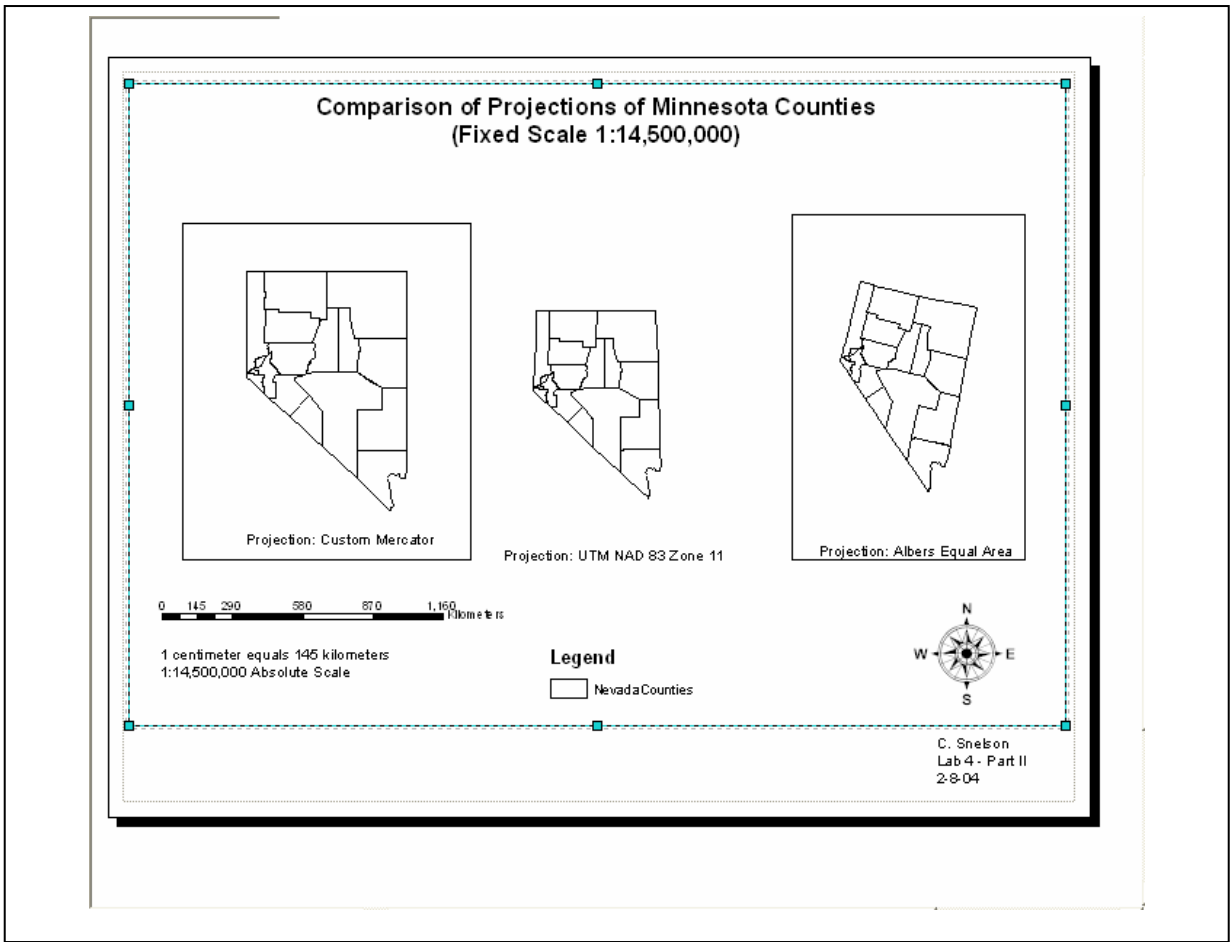 Comparison of Projections of Minnesota Counties
(Fixed Scale 1:14,500,000)
Projection: Custom Mercator
Projection: UTM NAD 83 Zone 11
Projection: Albers Equal Area
0 145 290 580 870 1,160
Kilometers
1 centimeter equals 145 kilometers
1:14,500,000 Absolute Scale
Legend
Nevada Counties
N
W E
S
C. Snelson
Lab 4 - Part II
2-8-04